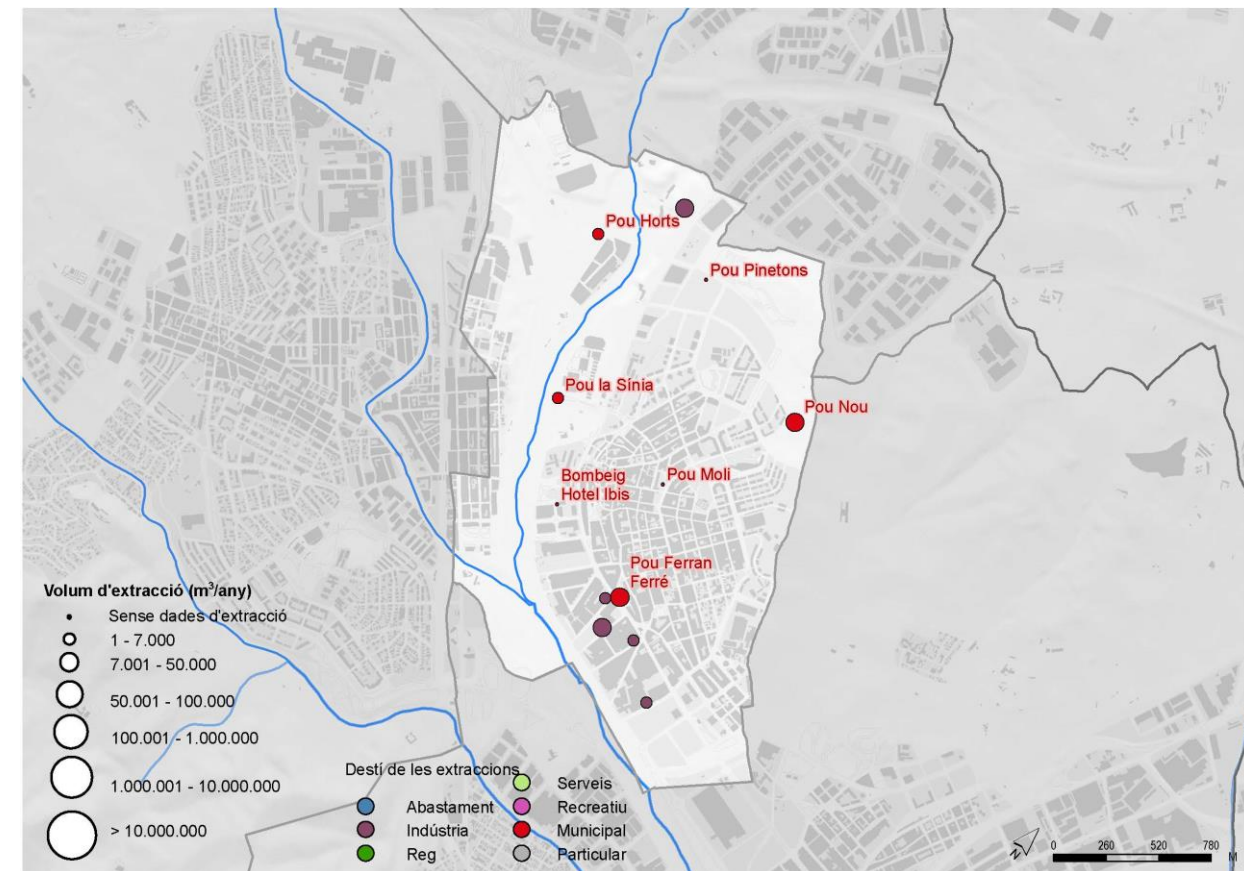 Pou Horts
Pou Pinetons
Pou la Sínia
Pou Nou
Bombeig
Hotel Ibis
Pou Moli
Pou Ferran
Ferré
Volum d'extracció (m³/any)
Sense dades d'extracció
1 - 7.000
7.001 - 50.000
50.001 - 100.000
100.001 - 1.000.000
1.000.001 - 10.000.000
> 10.000.000
Destí de les extraccions
Abastament
Indústria
Reg
Serveis
Recreatiu
Municipal
Particular
N
0 260 520 780
M